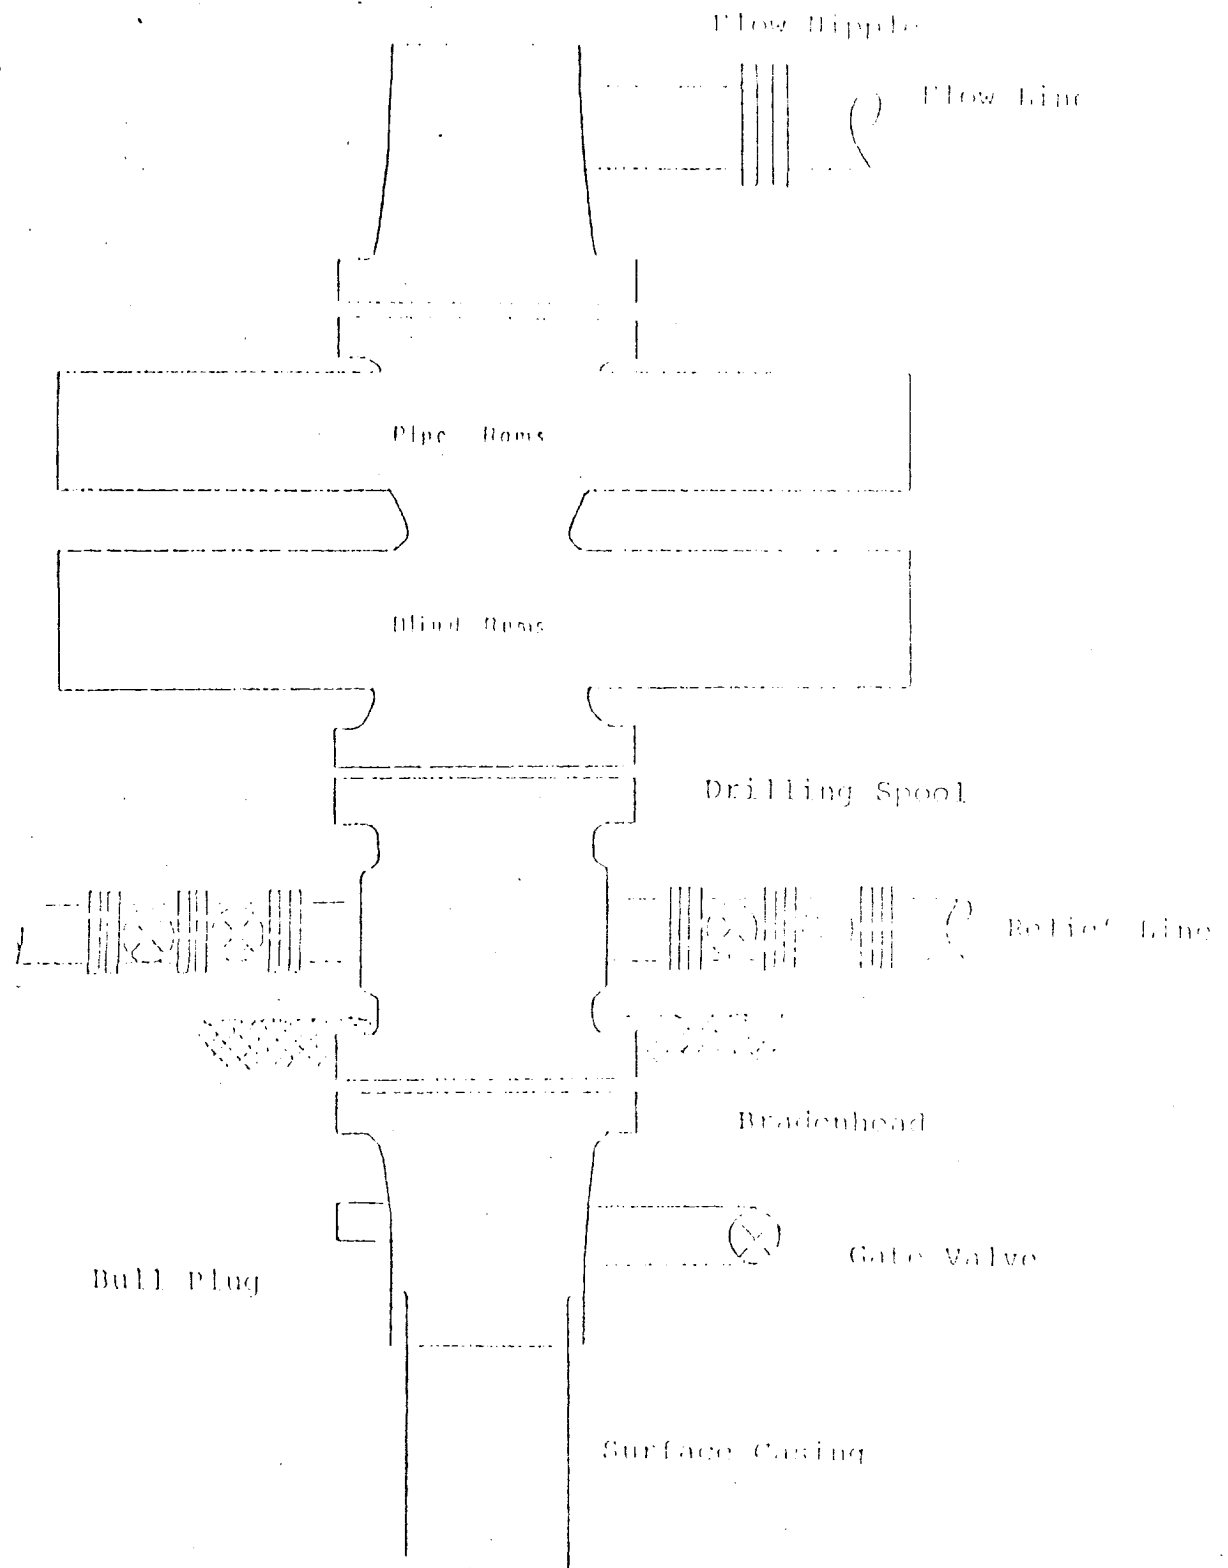 Flow Nipple
Flow Line
Pipe Rams
Blind Rams
Drilling Spool
Relief Line
Bradenhead
Gate Valve
Bull Plug
Surface Casing